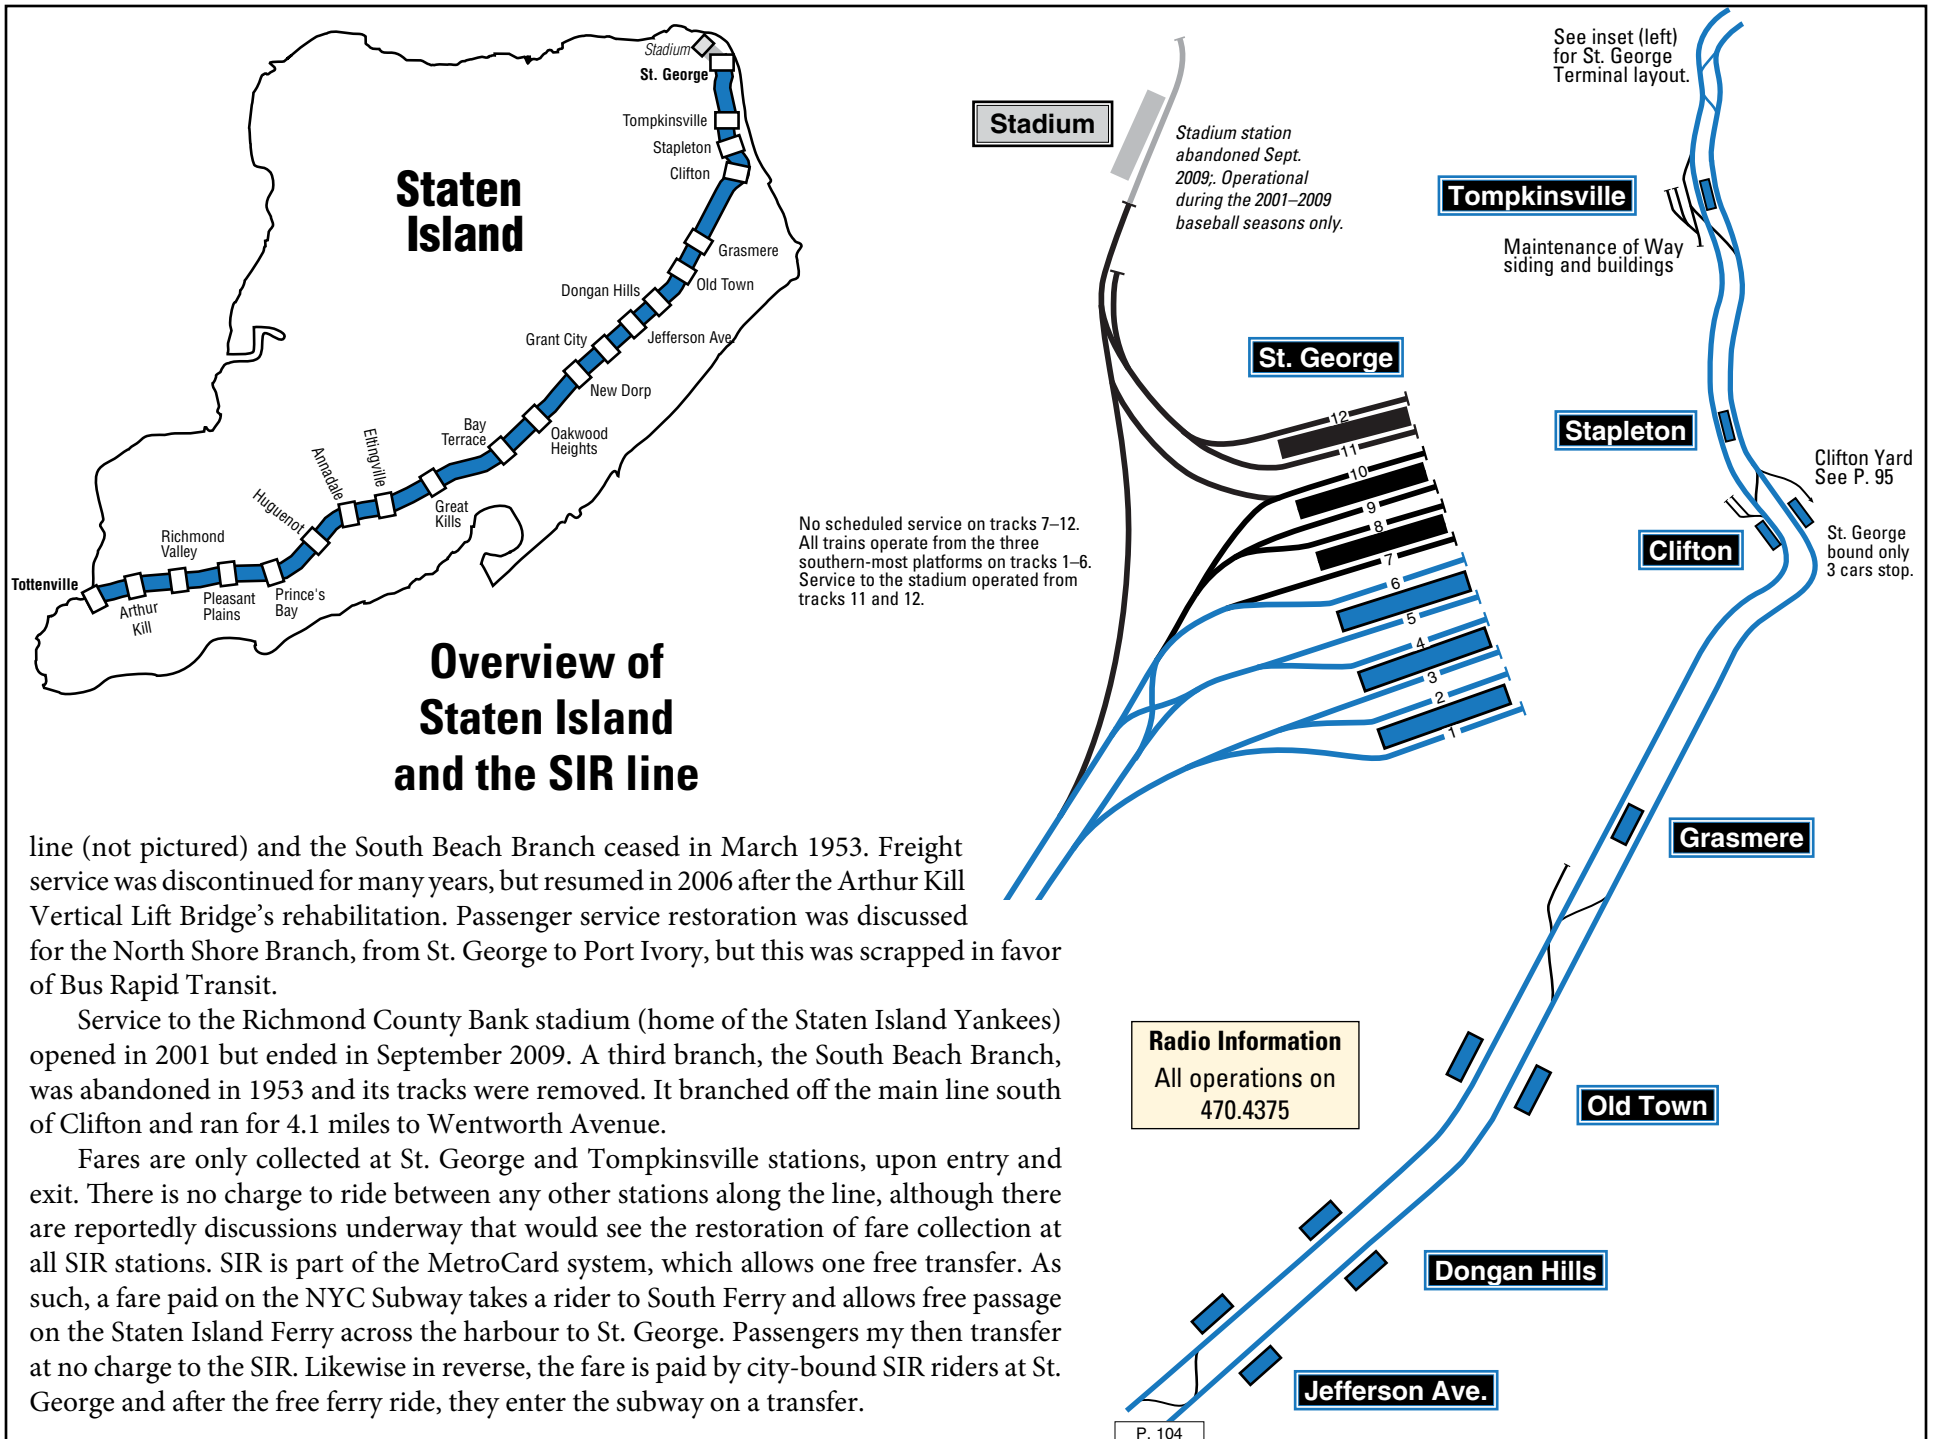 Stadium
St. George
Tompkinsville
Stapleton
Clifton
Staten
Island
Grasmere
Old Town
Dongan Hills
Jefferson Ave.
Grant City
New Dorp
Bay
Terrace
Oakwood
Heights
Eltingville
Annadale
Great
Kills
Huguenot
Richmond
Valley
Tottenville
Arthur
Kill
Pleasant
Plains
Prince's
Bay
Overview of
Staten Island
and the SIR line
Stadium
Stadium station
abandoned Sept.
2009;. Operational
during the 2001–2009
baseball seasons only.
St. George
12
11
10
9
8
7
6
5
4
3
2
1
No scheduled service on tracks 7–12.
All trains operate from the three
southern-most platforms on tracks 1–6.
Service to the stadium operated from
tracks 11 and 12.
See inset (left)
for St. George
Terminal layout.
Tompkinsville
Maintenance of Way
siding and buildings
Stapleton
Clifton Yard
See P. 95
Clifton
St. George
bound only
3 cars stop.
Grasmere
Old Town
Dongan Hills
Jefferson Ave.
P. 104
Radio Information
All operations on
470.4375
line (not pictured) and the South Beach Branch ceased in March 1953. Freight
service was discontinued for many years, but resumed in 2006 after the Arthur Kill
Vertical Lift Bridge's rehabilitation. Passenger service restoration was discussed
for the North Shore Branch, from St. George to Port Ivory, but this was scrapped in favor
of Bus Rapid Transit.
Service to the Richmond County Bank stadium (home of the Staten Island Yankees)
opened in 2001 but ended in September 2009. A third branch, the South Beach Branch,
was abandoned in 1953 and its tracks were removed. It branched off the main line south
of Clifton and ran for 4.1 miles to Wentworth Avenue.
Fares are only collected at St. George and Tompkinsville stations, upon entry and
exit. There is no charge to ride between any other stations along the line, although there
are reportedly discussions underway that would see the restoration of fare collection at
all SIR stations. SIR is part of the MetroCard system, which allows one free transfer. As
such, a fare paid on the NYC Subway takes a rider to South Ferry and allows free passage
on the Staten Island Ferry across the harbour to St. George. Passengers my then transfer
at no charge to the SIR. Likewise in reverse, the fare is paid by city-bound SIR riders at St.
George and after the free ferry ride, they enter the subway on a transfer.